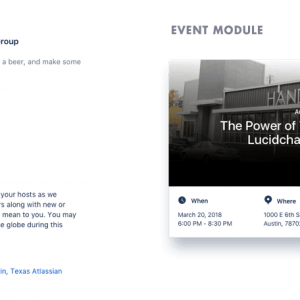 Group
EVENT MODULE
a beer, and make some
HAN
The Power of
Lucidcha
your hosts as we
rs along with new or
mean to you. You may
e globe during this
When
Where
March 20, 2018
6:00 PM - 8:30 PM
1000 E 6th S
Austin, 7870
in, Texas Atlassian